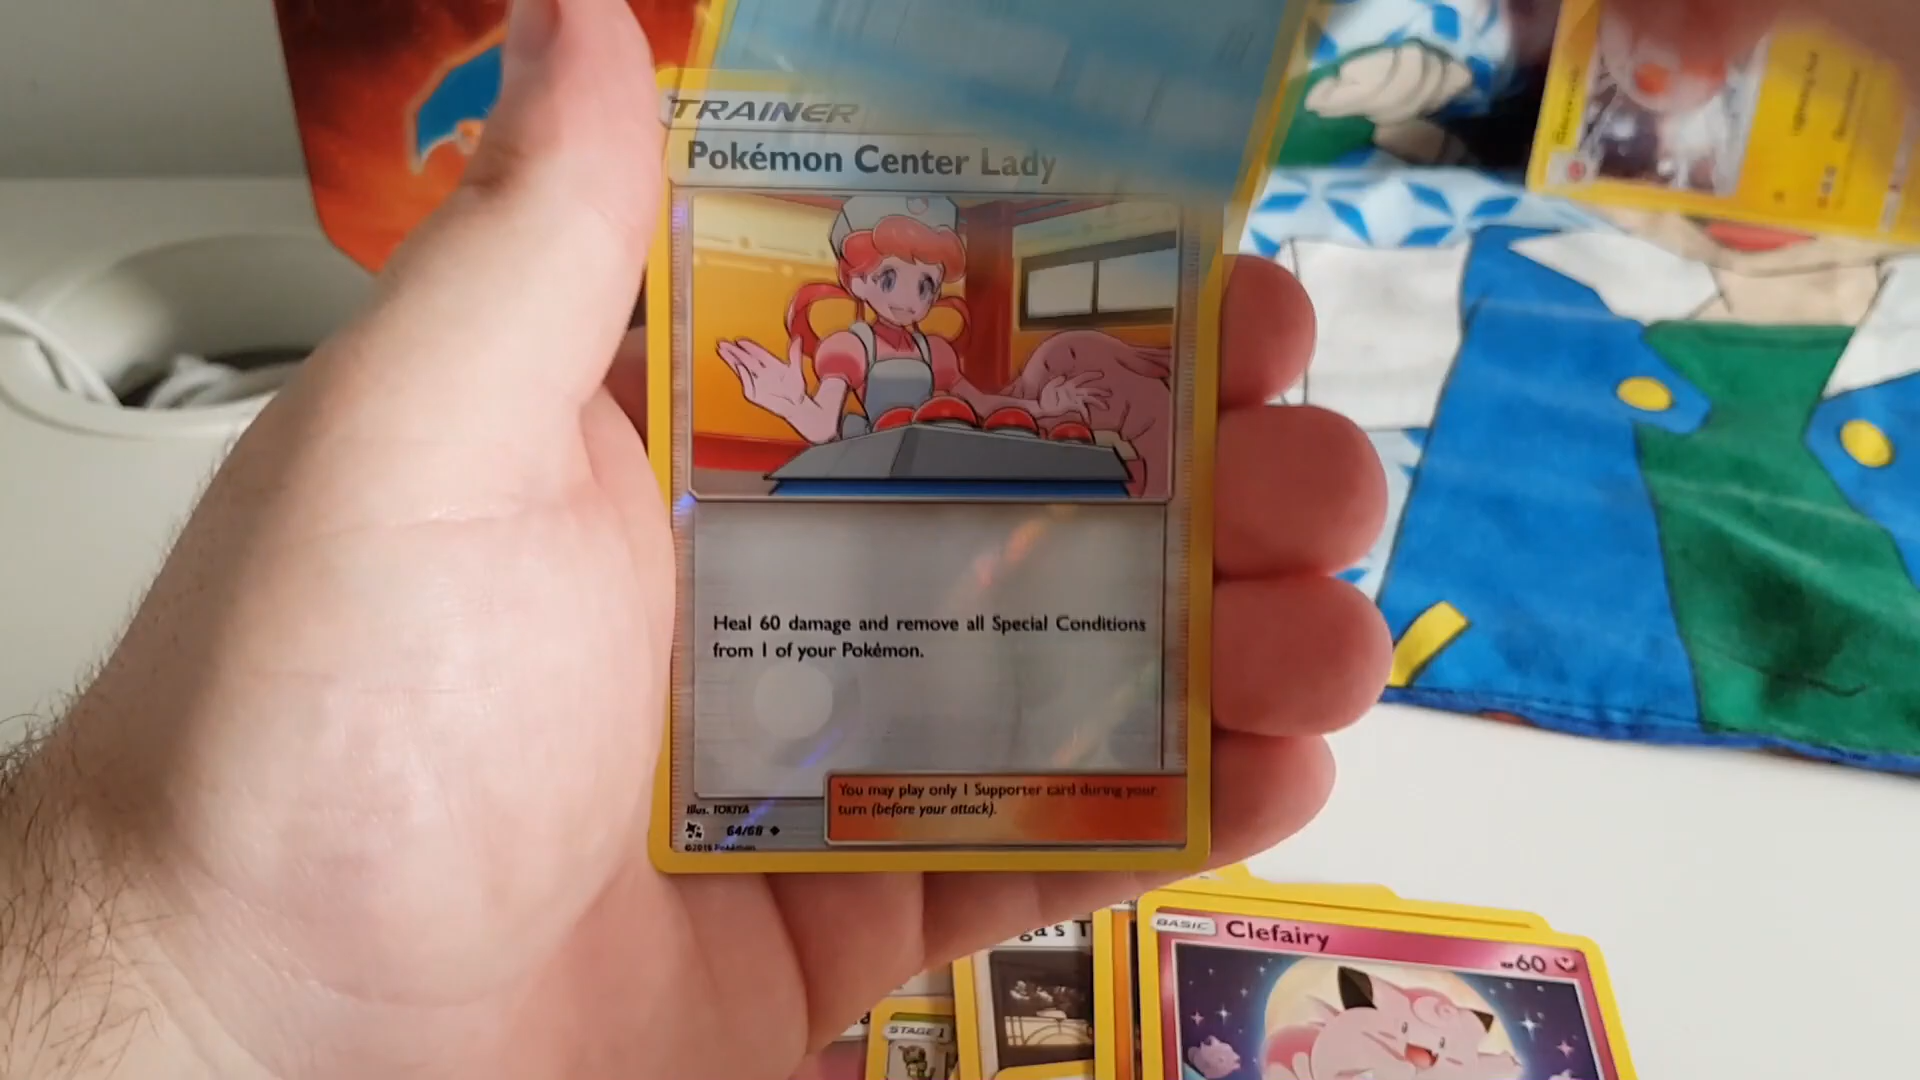 TRAINER
Pokémon Center Lady
Heal 60 damage and remove all Special Conditions
from 1 of your Pokémon.
You may play only 1 Supporter card during your
turn (before your attack).
Illus. TOKIYA
64/68
Pokémon
ga's T
STAGE 1
BASIC Clefairy
60